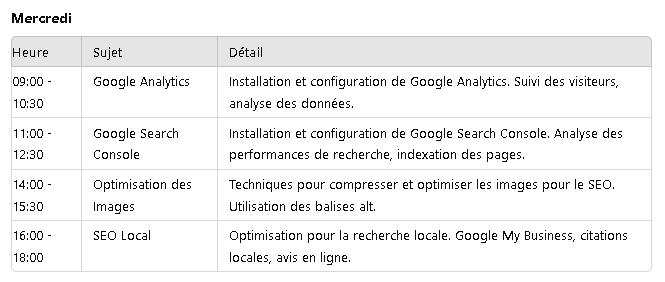 Mercredi
Heure Sujet Détail
09:00 - Google Analytics Installation et configuration de Google Analytics. Suivi des visiteurs,
10:30 analyse des données.
11:00 - Google Search Installation et configuration de Google Search Console. Analyse des
12:30 Console performances de recherche, indexation des pages.
14:00 - Optimisation des Techniques pour compresser et optimiser les images pour le SEO.
15:30 Images Utilisation des balises alt.
16:00 - SEO Local Optimisation pour la recherche locale. Google My Business, citations
18:00 locales, avis en ligne.